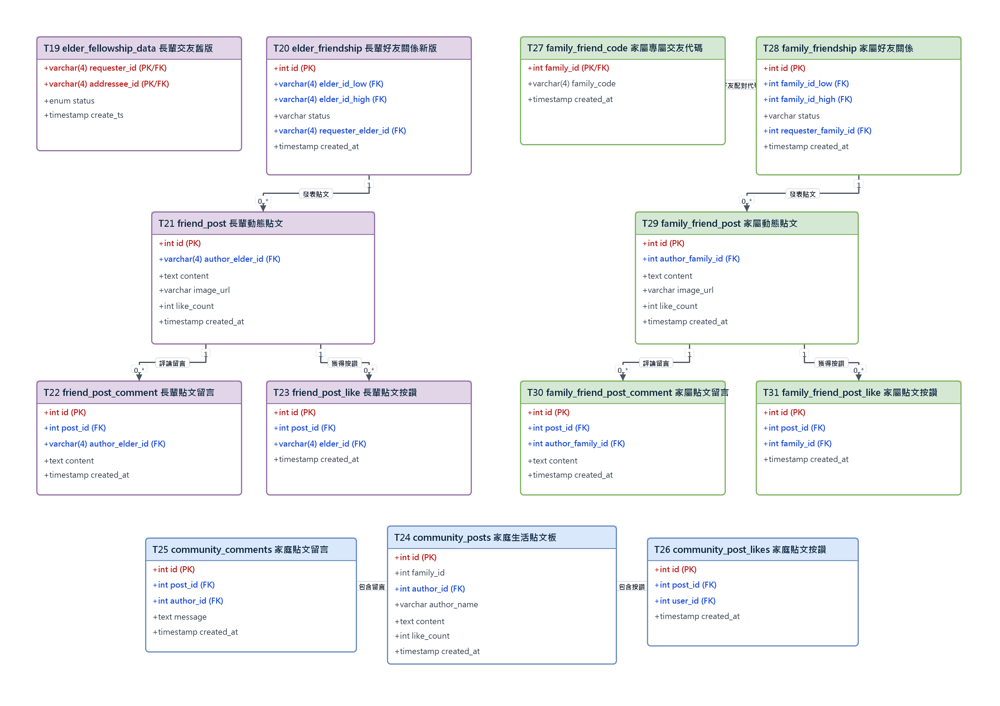 T19 elder_fellowship_data 長輩交友舊版
+varchar(4) requester_id (PK/FK)
+varchar(4) addressee_id (PK/FK)
+enum status
+timestamp create_ts
T20 elder_friendship 長輩好友關係新版
+int id (PK)
+varchar(4) elder_id_low (FK)
+varchar(4) elder_id_high (FK)
+varchar status
+varchar(4) requester_elder_id (FK)
+timestamp created_at
T27 family_friend_code 家屬專屬交友代碼
+int family_id (PK/FK)
+varchar(4) family_code
+timestamp created_at
友配對代
T28 family_friendship 家屬好友關係
+int id (PK)
+int family_id_low (FK)
+int family_id_high (FK)
+varchar status
+int requester_family_id (FK)
+timestamp created_at
1
發表貼文
0..*
1
發表貼文
0..*
T21 friend_post 長輩動態貼文
+int id (PK)
+varchar(4) author_elder_id (FK)
+text content
+varchar image_url
+int like_count
+timestamp created_at
T29 family_friend_post 家屬動態貼文
+int id (PK)
+int author_family_id (FK)
+text content
+varchar image_url
+int like_count
+timestamp created_at
1
評論留言
0..*
1
獲得按讚
0..*
1
評論留言
0..*
1
獲得按讚
0..*
T22 friend_post_comment 長輩貼文留言
+int id (PK)
+int post_id (FK)
+varchar(4) author_elder_id (FK)
+text content
+timestamp created_at
T23 friend_post_like 長輩貼文按讚
+int id (PK)
+int post_id (FK)
+varchar(4) elder_id (FK)
+timestamp created_at
T30 family_friend_post_comment 家屬貼文留言
+int id (PK)
+int post_id (FK)
+int author_family_id (FK)
+text content
+timestamp created_at
T31 family_friend_post_like 家屬貼文按讚
+int id (PK)
+int post_id (FK)
+int family_id (FK)
+timestamp created_at
T25 community_comments 家庭貼文留言
+int id (PK)
+int post_id (FK)
+int author_id (FK)
+text message
+timestamp created_at
包含留言
T24 community_posts 家庭生活貼文板
+int id (PK)
+int family_id
+int author_id (FK)
+varchar author_name
+text content
+int like_count
+timestamp created_at
包含按讚
T26 community_post_likes 家庭貼文按讚
+int id (PK)
+int post_id (FK)
+int user_id (FK)
+timestamp created_at